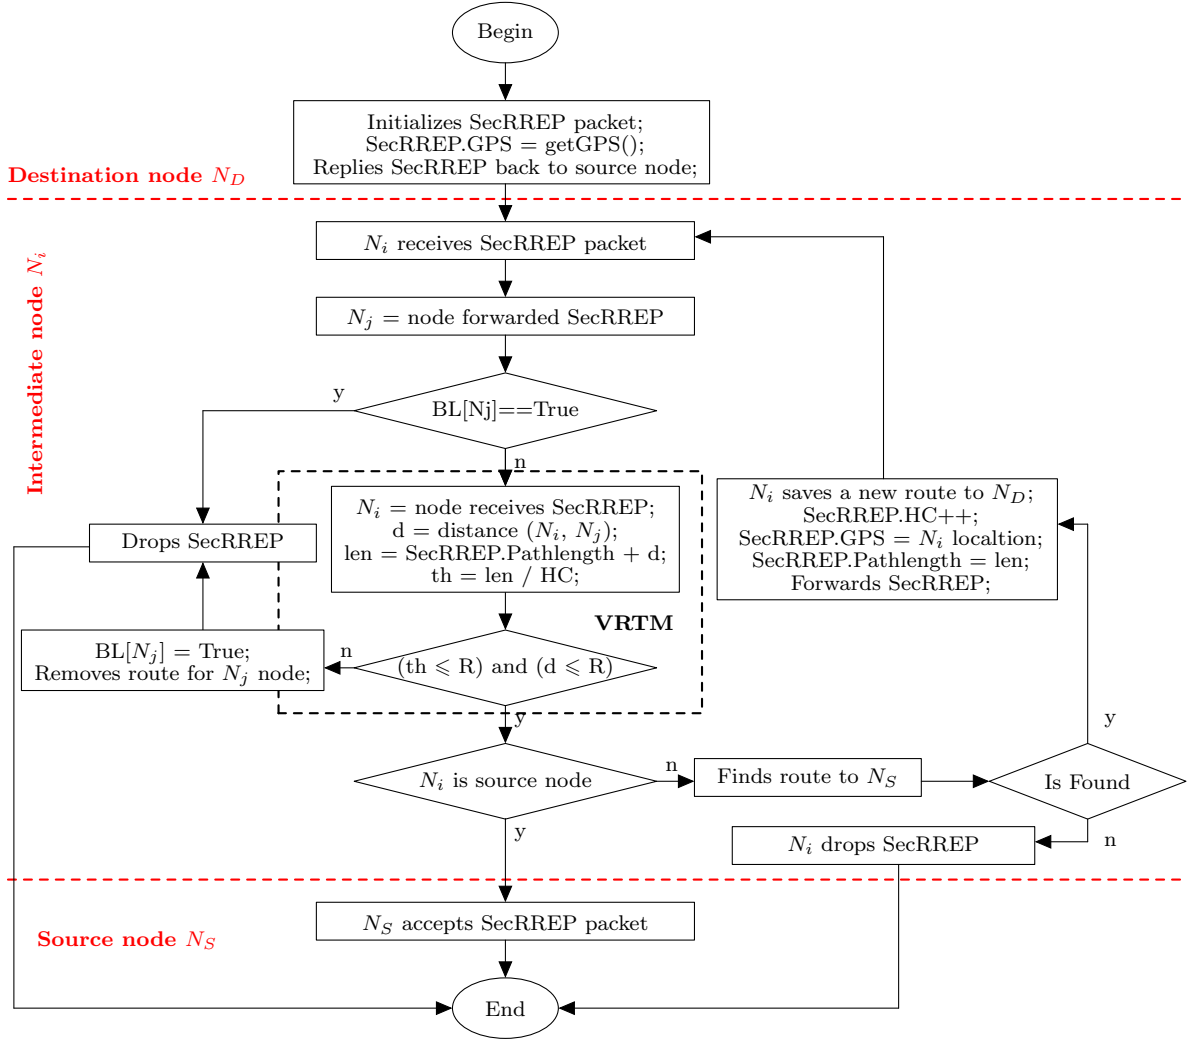 Begin
Initializes SecRREP packet;
SecRREP.GPS = getGPS();
Replies SecRREP back to source node;
Destination node N_D
N_i receives SecRREP packet
Intermediate node N_i
N_j = node forwarded SecRREP
y
BL[Nj]==True
n
N_i = node receives SecRREP;
d = distance (N_i, N_j);
len = SecRREP.Pathlength + d;
th = len / HC;
N_i saves a new route to N_D;
SecRREP.HC++;
SecRREP.GPS = N_i localtion;
SecRREP.Pathlength = len;
Forwards SecRREP;
Drops SecRREP
VRTM
BL[N_j] = True;
Removes route for N_j node;
n
(th ⩽ R) and (d ⩽ R)
y
N_i is source node
n
Finds route to N_S
Is Found
y
n
y
N_i drops SecRREP
N_S accepts SecRREP packet
Source node N_S
End